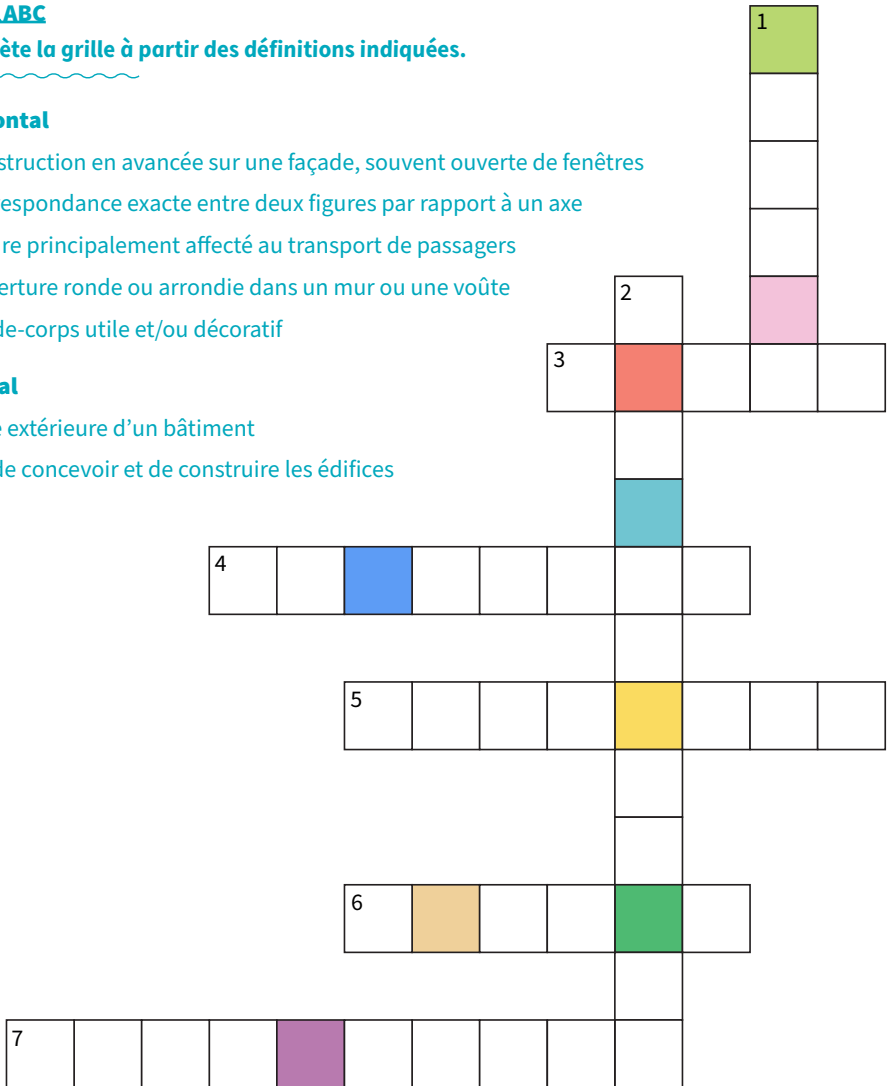 ABC
ète la grille à partir des définitions indiquées.
ontal
struction en avancée sur une façade, souvent ouverte de fenêtres
respondance exacte entre deux figures par rapport à un axe
re principalement affecté au transport de passagers
erture ronde ou arrondie dans un mur ou une voûte
de-corps utile et/ou décoratif
al
e extérieure d’un bâtiment
de concevoir et de construire les édifices
1
2
3
4
5
6
7